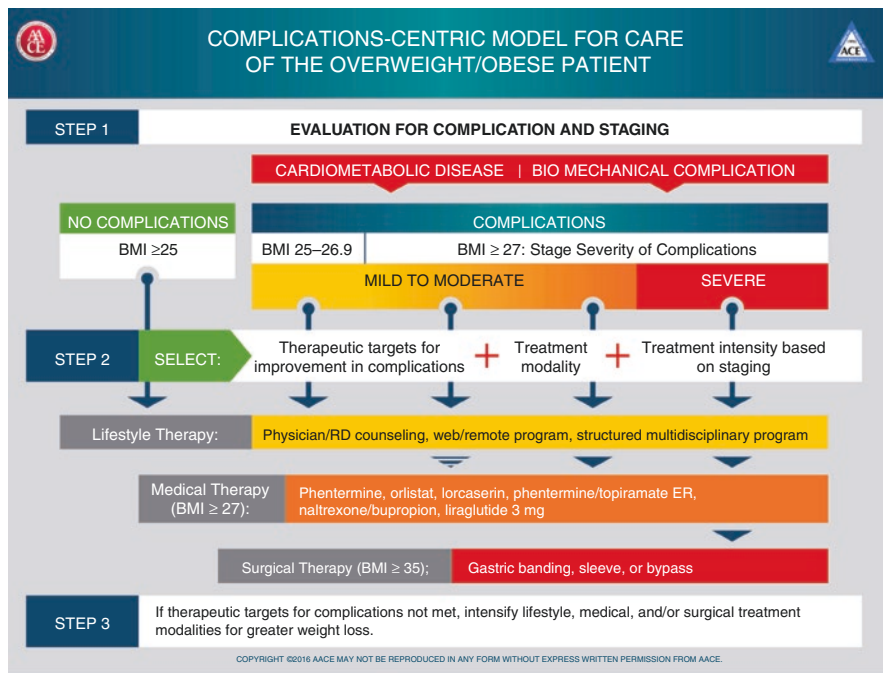 AACE
COMPLICATIONS-CENTRIC MODEL FOR CARE
OF THE OVERWEIGHT/OBESE PATIENT
ACE
STEP 1
EVALUATION FOR COMPLICATION AND STAGING
CARDIOMETABOLIC DISEASE | BIO MECHANICAL COMPLICATION
NO COMPLICATIONS
COMPLICATIONS
BMI ≥25
BMI 25–26.9
BMI ≥ 27: Stage Severity of Complications
MILD TO MODERATE
SEVERE
STEP 2
SELECT:
Therapeutic targets for
improvement in complications
+
Treatment
modality
+
Treatment intensity based
on staging
Lifestyle Therapy:
Physician/RD counseling, web/remote program, structured multidisciplinary program
Medical Therapy
(BMI ≥ 27):
Phentermine, orlistat, lorcaserin, phentermine/topiramate ER,
naltrexone/bupropion, liraglutide 3 mg
Surgical Therapy (BMI ≥ 35);
Gastric banding, sleeve, or bypass
STEP 3
If therapeutic targets for complications not met, intensify lifestyle, medical, and/or surgical treatment
modalities for greater weight loss.
COPYRIGHT ©2016 AACE MAY NOT BE REPRODUCED IN ANY FORM WITHOUT EXPRESS WRITTEN PERMISSION FROM AACE.